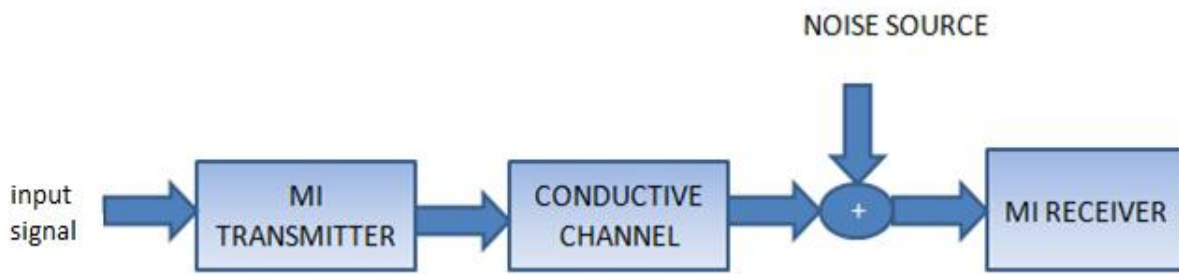 NOISE SOURCE
input
signal
MI
TRANSMITTER
CONDUCTIVE
CHANNEL
+
MI RECEIVER